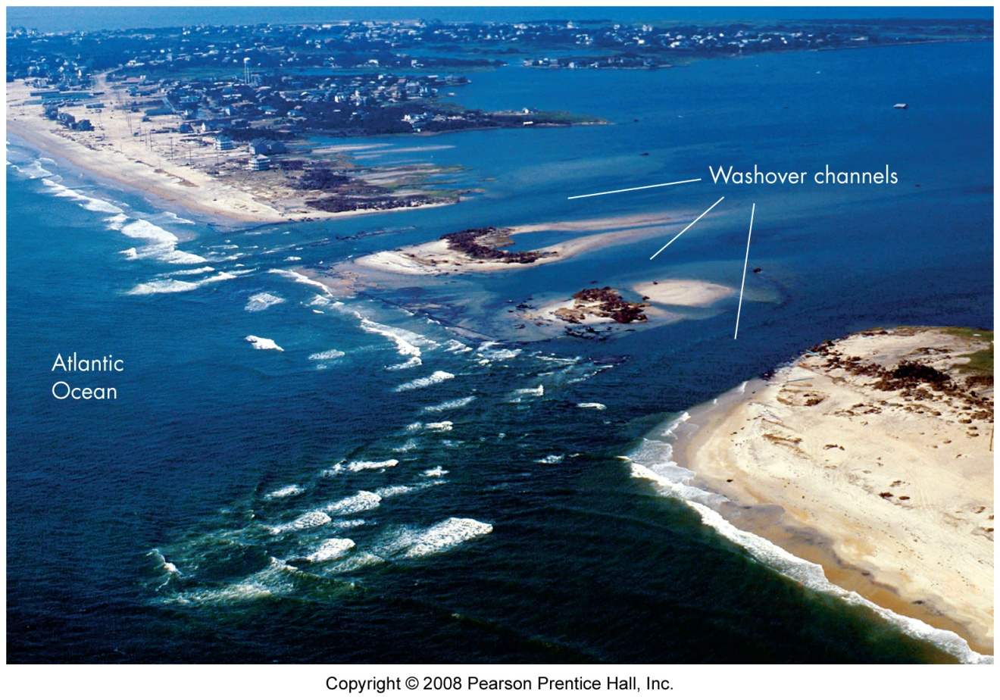 Washover channels
Atlantic
Ocean
Copyright © 2008 Pearson Prentice Hall, Inc.